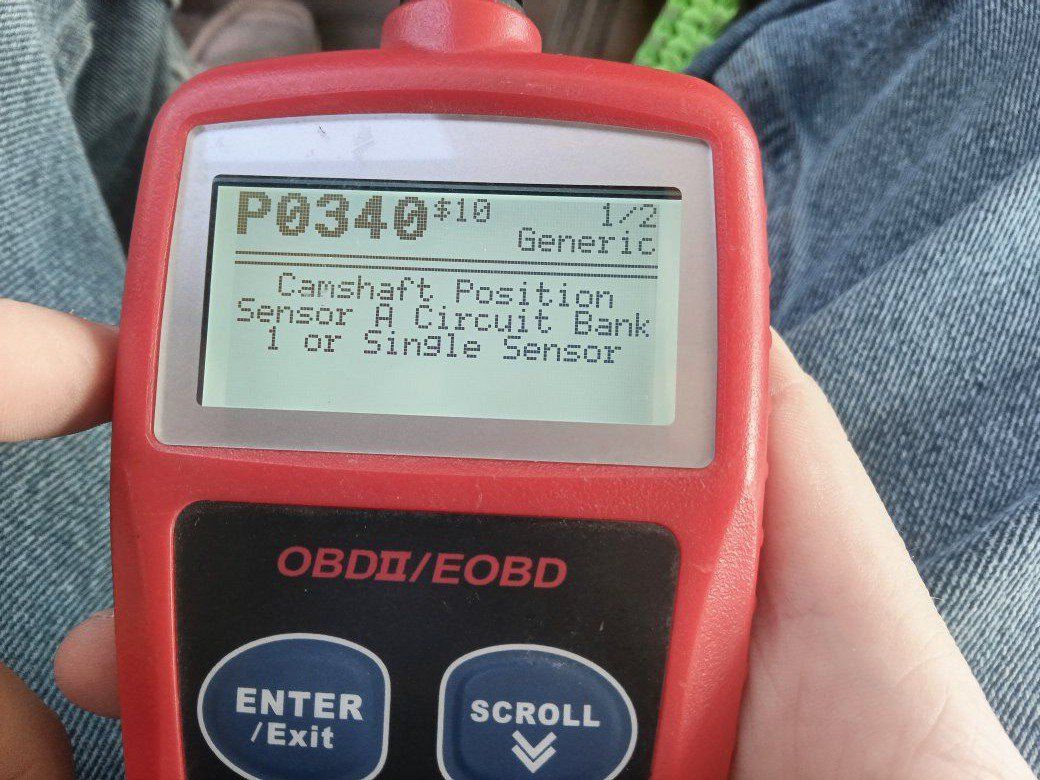 P0340 $10 1/2
Generic
Camshaft Position
Sensor A Circuit Bank
1 or Single Sensor
OBDII/EOBD
ENTER
/Exit
SCROLL